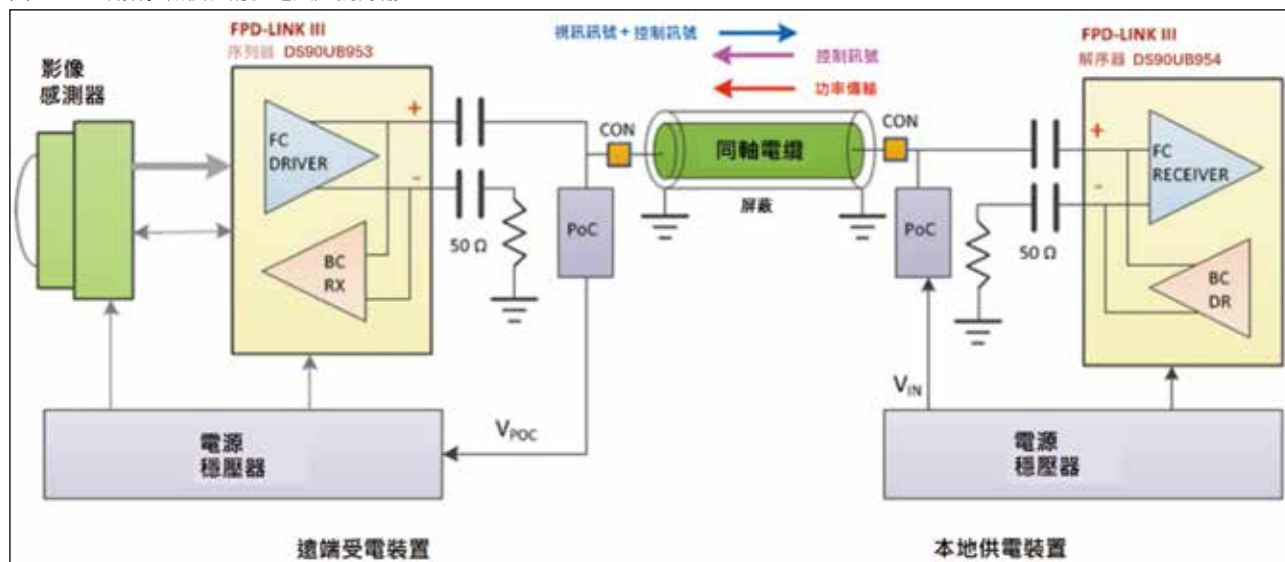 FPD-LINK III
序列器 DS90UB953
影像
感測器
FC
DRIVER
+
-
BC
RX
50 Ω
CON
PoC
視訊訊號+控制訊號
控制訊號
功率傳輸
同軸電纜
屏蔽
CON
PoC
50 Ω
FPD-LINK III
解序器 DS90UB954
+
-
FC
RECEIVER
BC
DR
VPOC
VIN
電源
穩壓器
電源
穩壓器
遠端受電裝置
本地供電裝置